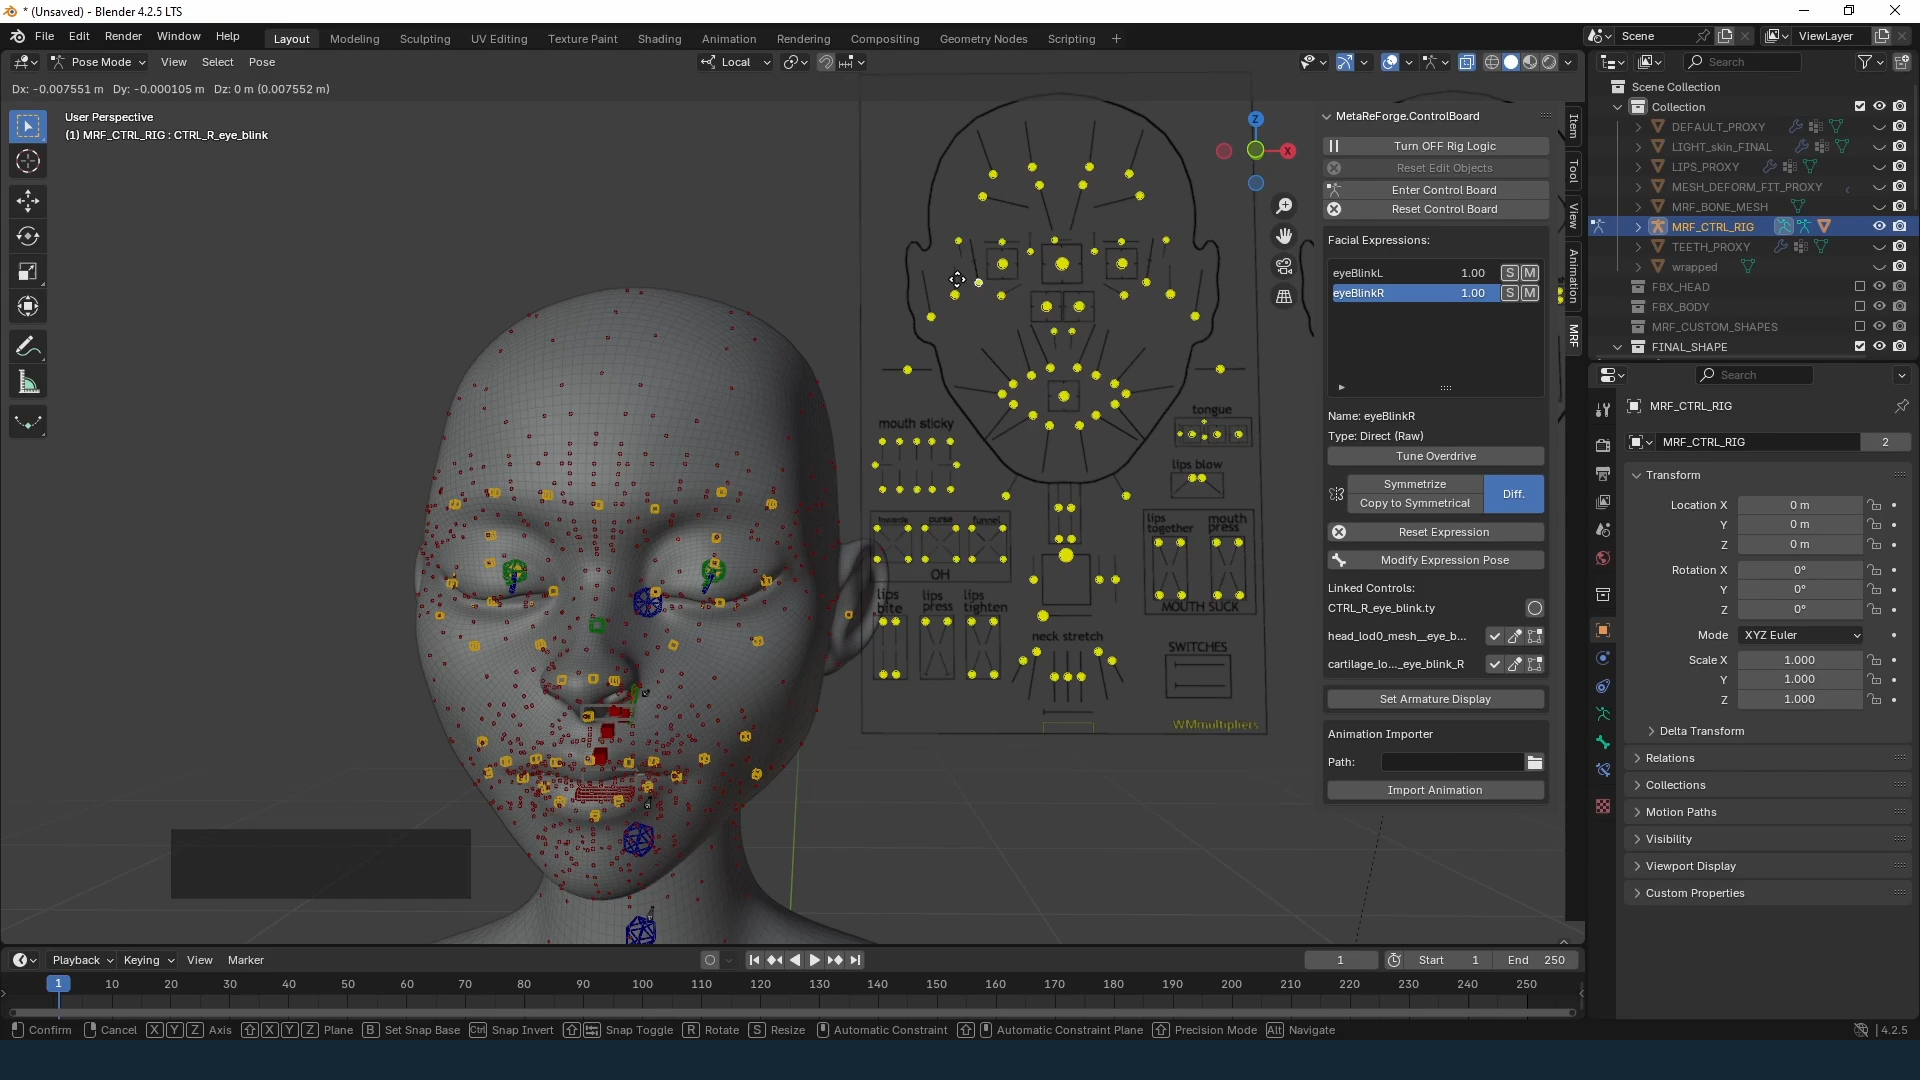 * (Unsaved) - Blender 4.2.5 LTS
File Edit Render Window Help
Layout Modeling Sculpting UV Editing Texture Paint Shading Animation Rendering Compositing Geometry Nodes Scripting +
Scene ViewLayer
Pose Mode View Select Pose
Local
Search
Dx: -0.007551 m Dy: -0.000105 m Dz: 0 m (0.007552 m)
User Perspective
(1) MRF_CTRL_RIG : CTRL_R_eye_blink
Z
X
mouth sticky
tongue
lips blow
purse
funnel
OH
lips together
mouth press
MOUTH SUCK
lips bite
lips press
lips tighten
neck stretch
SWITCHES
WMmultipliers
MetaReForge.ControlBoard
Turn OFF Rig Logic
Reset Edit Objects
Enter Control Board
Reset Control Board
Facial Expressions:
eyeBlinkL 1.00 S M
eyeBlinkR 1.00 S M
Name: eyeBlinkR
Type: Direct (Raw)
Tune Overdrive
Symmetrize
Copy to Symmetrical
Diff.
Reset Expression
Modify Expression Pose
Linked Controls:
CTRL_R_eye_blink.ty
head_lod0_mesh__eye_b...
cartilage_lo..._eye_blink_R
Set Armature Display
Animation Importer
Path:
Import Animation
Item
Tool
View
Animation
MRF
Scene Collection
Collection
DEFAULT_PROXY
LIGHT_skin_FINAL
LIPS_PROXY
MESH_DEFORM_FIT_PROXY
MRF_BONE_MESH
MRF_CTRL_RIG
TEETH_PROXY
wrapped
FBX_HEAD
FBX_BODY
MRF_CUSTOM_SHAPES
FINAL_SHAPE
Search
MRF_CTRL_RIG
MRF_CTRL_RIG 2
Transform
Location X 0 m
Y 0 m
Z 0 m
Rotation X 0°
Y 0°
Z 0°
Mode XYZ Euler
Scale X 1.000
Y 1.000
Z 1.000
Delta Transform
Relations
Collections
Motion Paths
Visibility
Viewport Display
Custom Properties
Playback Keying View Marker
1 Start 1 End 250
1 10 20 30 40 50 60 70 80 90 100 110 120 130 140 150 160 170 180 190 200 210 220 230 240 250
Confirm Cancel X Y Z Axis X Y Z Plane B Set Snap Base Ctrl Snap Invert Snap Toggle R Rotate S Resize Automatic Constraint Automatic Constraint Plane Precision Mode Alt Navigate
4.2.5